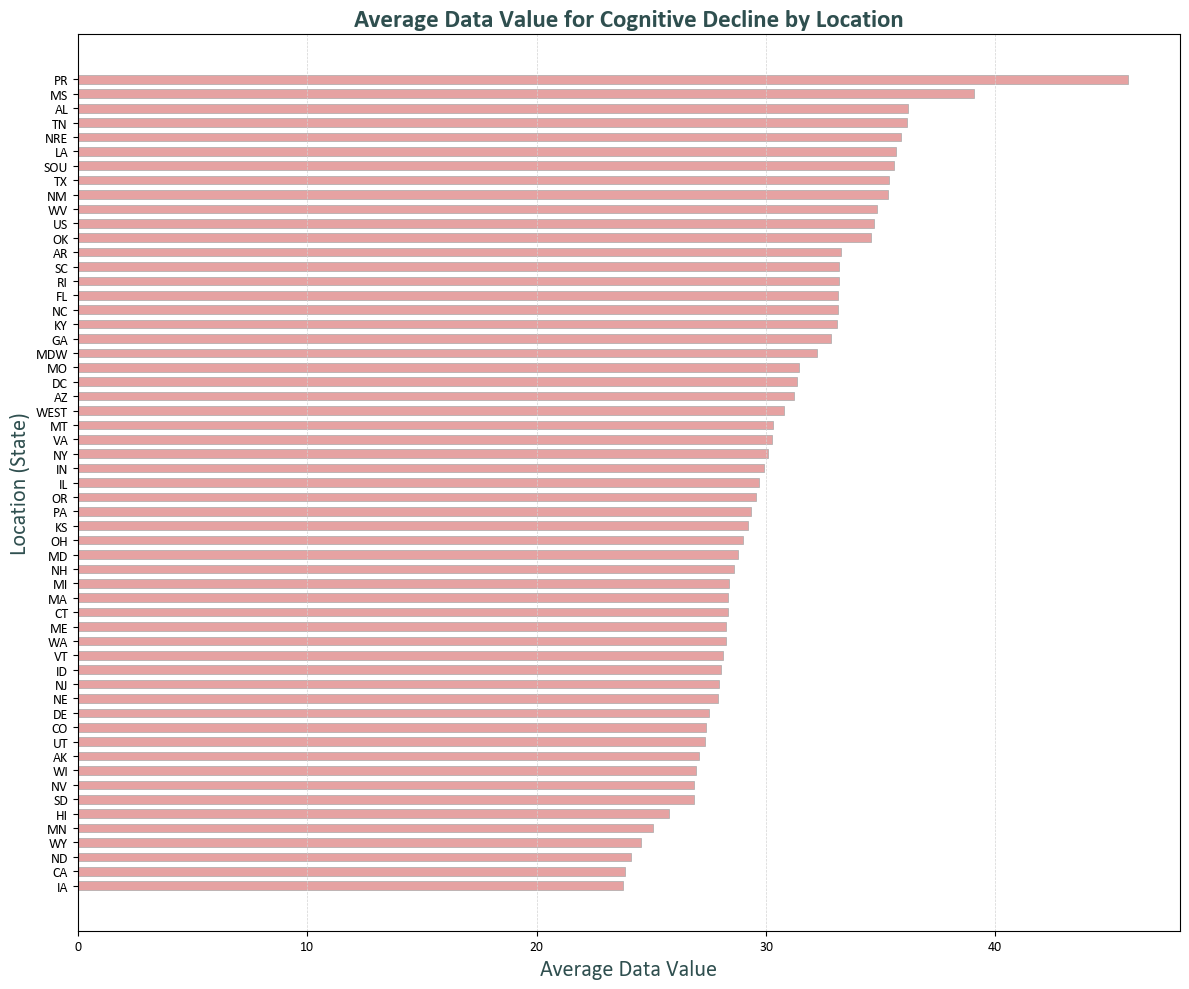 Average Data Value for Cognitive Decline by Location
PR
MS
AL
TN
NRE
LA
SOU
TX
NM
WV
US
OK
AR
SC
RI
FL
NC
KY
GA
MDW
MO
DC
AZ
WEST
MT
VA
NY
IN
IL
OR
PA
KS
OH
MD
NH
MI
MA
CT
ME
WA
VT
ID
NJ
NE
DE
CO
UT
AK
WI
NV
SD
HI
MN
WY
ND
CA
IA
Location (State)
0 10 20 30 40
Average Data Value